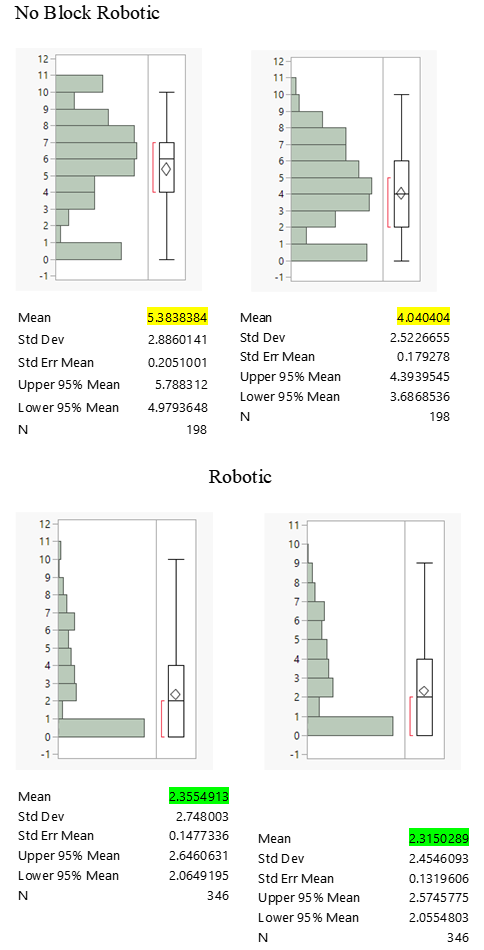 No Block Robotic
12
11
10
9
8
7
6
5
4
3
2
1
0
-1
12
11
10
9
8
7
6
5
4
3
2
1
0
-1
Mean 5.3838384
Std Dev 2.8860141
Std Err Mean 0.2051001
Upper 95% Mean 5.788312
Lower 95% Mean 4.9793648
N 198
Mean 4.040404
Std Dev 2.5226655
Std Err Mean 0.179278
Upper 95% Mean 4.3939545
Lower 95% Mean 3.6868536
N 198
Robotic
12
11
10
9
8
7
6
5
4
3
2
1
0
-1
11
10
9
8
7
6
5
4
3
2
1
0
-1
Mean 2.3554913
Std Dev 2.748003
Std Err Mean 0.1477336
Upper 95% Mean 2.6460631
Lower 95% Mean 2.0649195
N 346
Mean 2.3150289
Std Dev 2.4546093
Std Err Mean 0.1319606
Upper 95% Mean 2.5745775
Lower 95% Mean 2.0554803
N 346